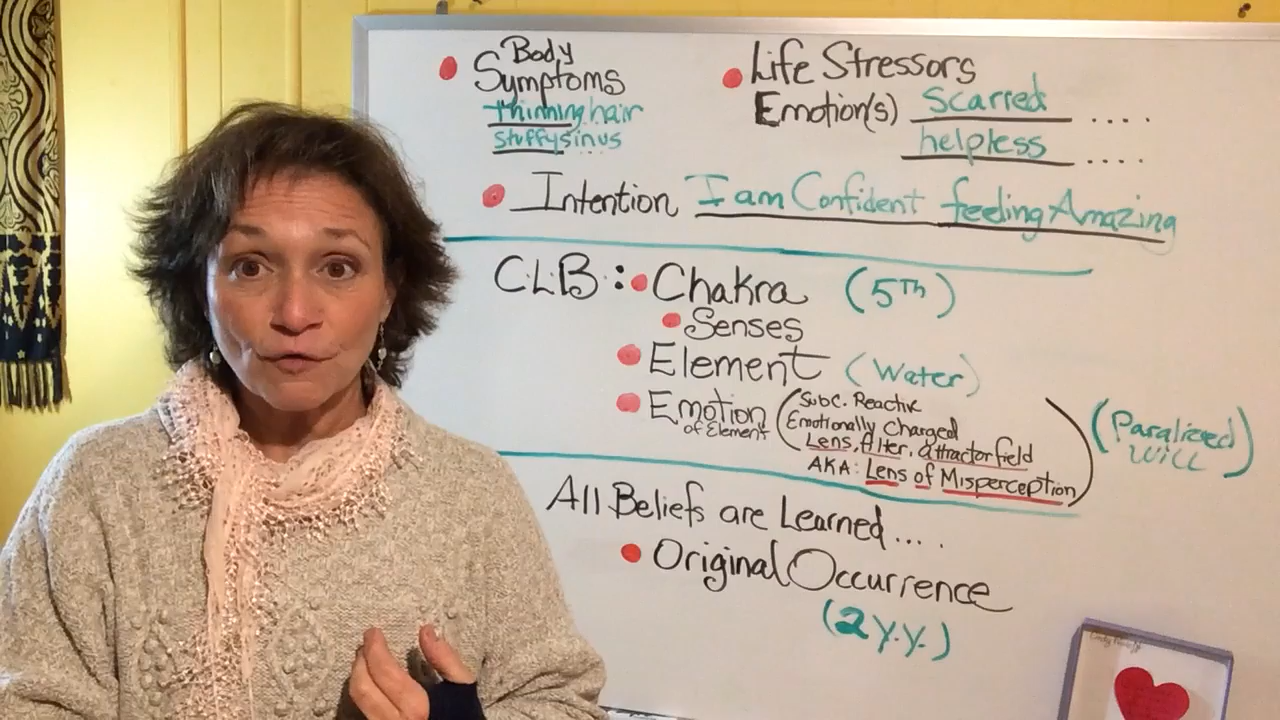 Body
Symptoms
thinning hair
stuffy sinus
Life Stressors
Emotion(s) Scarred ....
helpless ....
Intention I am Confident feeling Amazing
CLB: Chakra (5TH)
Senses
Element (Water)
Emotion
of Element
(Subc. Reactive
Emotionally Charged
Lens, filter, attractor field
AKA: Lens of Misperception)
(Paralized
Will)
All Beliefs are Learned....
Original Occurrence
(2 y.y.)